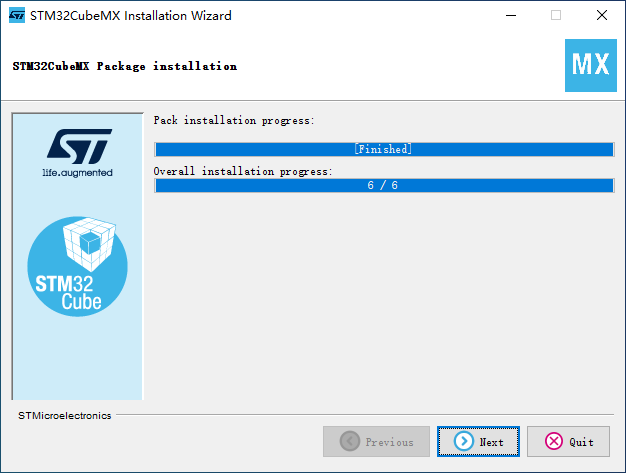 STM32CubeMX Installation Wizard
STM32CubeMX Package installation
MX
Pack installation progress:
[Finished]
Overall installation progress:
6 / 6
ST
life.augmented
STM32
Cube
STMicroelectronics
Previous
Next
Quit